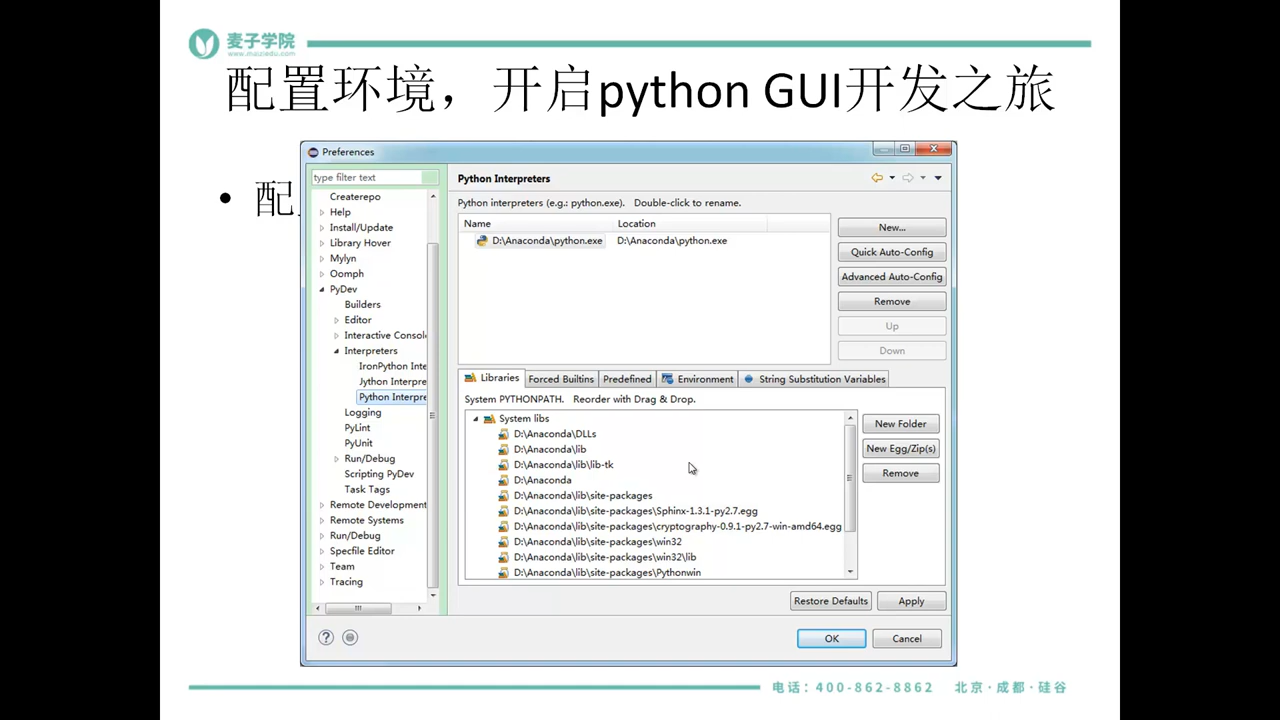 麦子学院
www.maiziedu.com
配置环境，开启python GUI开发之旅
• 配
Preferences
type filter text
Createrepo
Help
Install/Update
Library Hover
Mylyn
Oomph
PyDev
Builders
Editor
Interactive Consol
Interpreters
IronPython Inte
Jython Interpre
Python Interpre
Logging
PyLint
PyUnit
Run/Debug
Scripting PyDev
Task Tags
Remote Development
Remote Systems
Run/Debug
Specfile Editor
Team
Tracing
Python Interpreters
Python interpreters (e.g.: python.exe). Double-click to rename.
Name Location
D:\Anaconda\python.exe D:\Anaconda\python.exe
New...
Quick Auto-Config
Advanced Auto-Config
Remove
Up
Down
Libraries Forced Builtins Predefined Environment String Substitution Variables
System PYTHONPATH. Reorder with Drag & Drop.
System libs
D:\Anaconda\DLLs
D:\Anaconda\lib
D:\Anaconda\lib\lib-tk
D:\Anaconda
D:\Anaconda\lib\site-packages
D:\Anaconda\lib\site-packages\Sphinx-1.3.1-py2.7.egg
D:\Anaconda\lib\site-packages\cryptography-0.9.1-py2.7-win-amd64.egg
D:\Anaconda\lib\site-packages\win32
D:\Anaconda\lib\site-packages\win32\lib
D:\Anaconda\lib\site-packages\Pythonwin
New Folder
New Egg/Zip(s)
Remove
Restore Defaults Apply
OK Cancel
电话：400-862-8862 北京·成都·硅谷